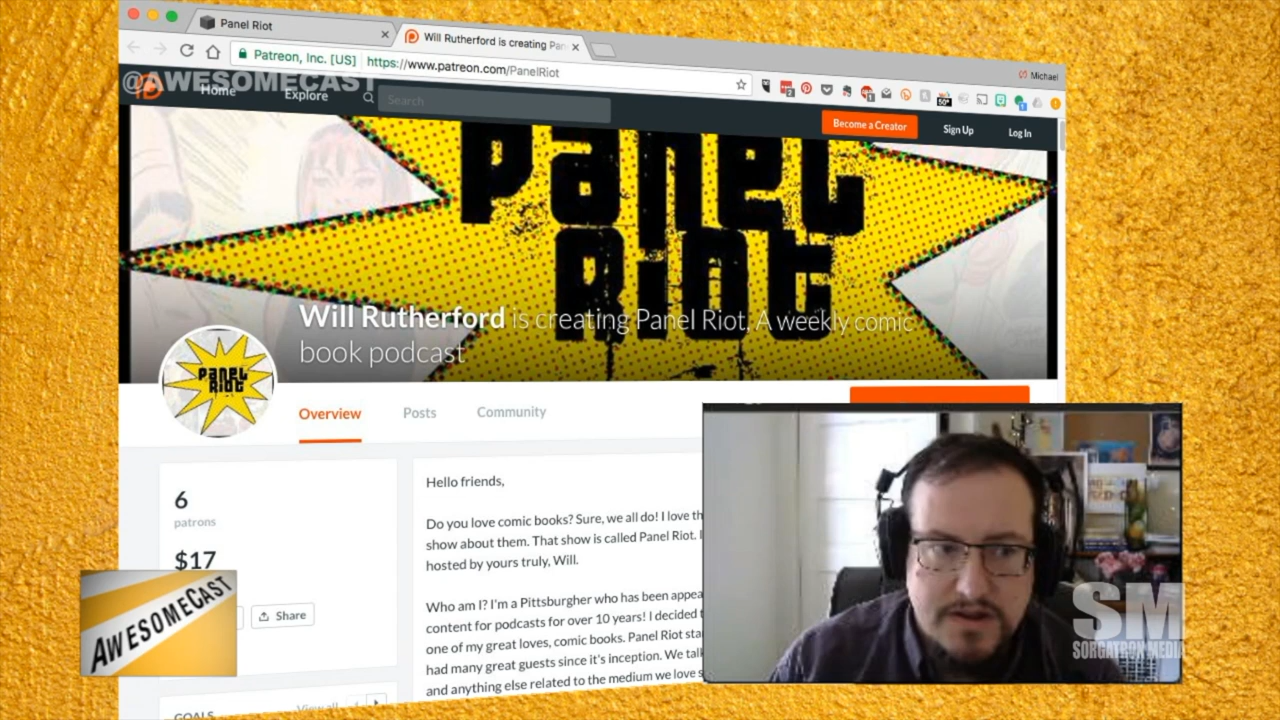 Panel Riot
Will Rutherford is creating Pan
Michael
Patreon, Inc. [US]
https://www.patreon.com/PanelRiot
@AWESOMECAST
Home
Explore
Search
Become a Creator
Sign Up
Log In
PANEL
RIOT
Will Rutherford is creating Panel Riot, A weekly comic
book podcast
PANEL
RIOT
Overview
Posts
Community
6
patrons
$17
Share
Hello friends,
Do you love comic books? Sure, we all do! I love th
show about them. That show is called Panel Riot. I
hosted by yours truly, Will.
Who am I? I'm a Pittsburgher who has been appea
content for podcasts for over 10 years! I decided t
one of my great loves, comic books. Panel Riot sta
had many great guests since it's inception. We talk
and anything else related to the medium we love s
GOALS
View all
AWESOMECAST
SM
SORGATRON MEDIA